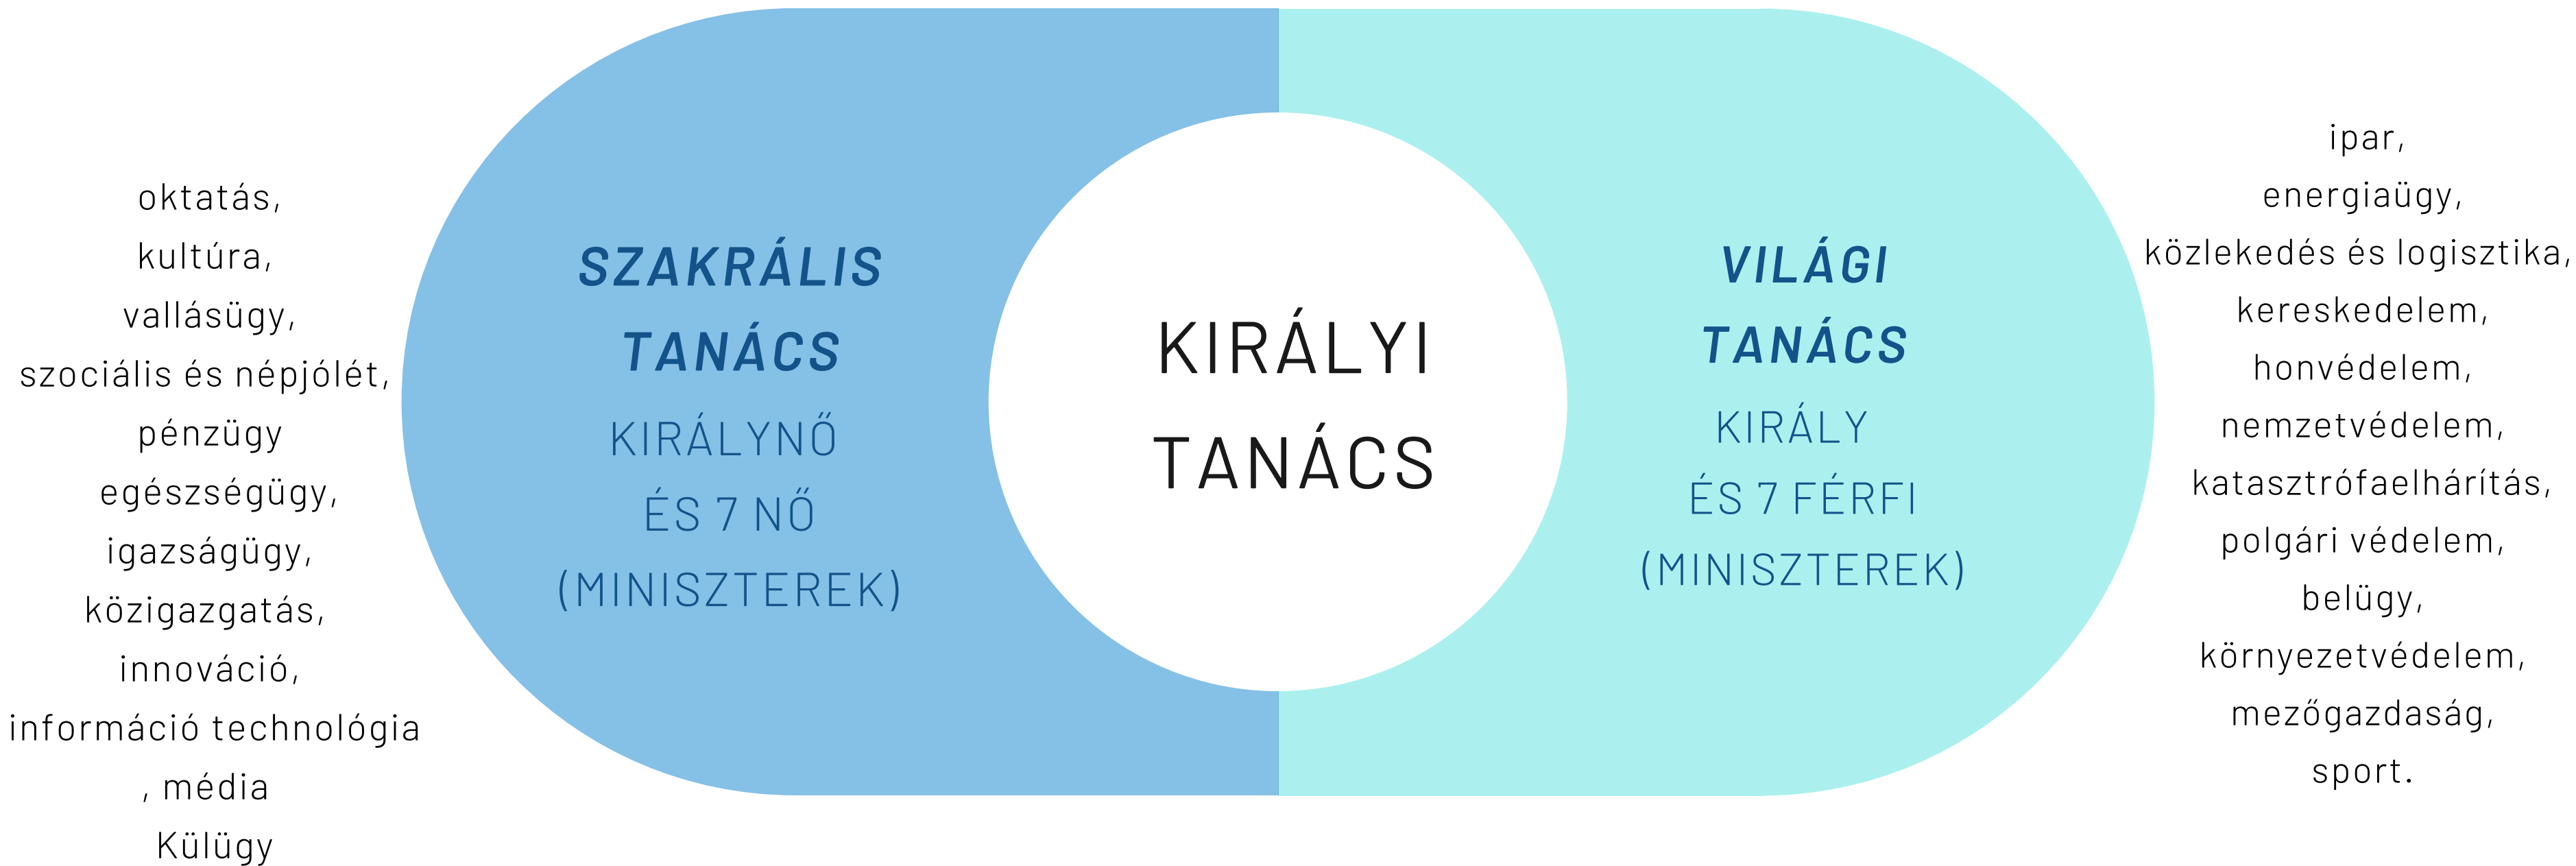 oktatás,
kultúra,
vallásügy,
szociális és népjólét,
pénzügy
egészségügy,
igazságügy,
közigazgatás,
innováció,
információ technológia
, média
Külügy
SZAKRÁLIS
TANÁCS
KIRÁLYNŐ
ÉS 7 NŐ
(MINISZTEREK)
KIRÁLYI
TANÁCS
VILÁGI
TANÁCS
KIRÁLY
ÉS 7 FÉRFI
(MINISZTEREK)
ipar,
energiaügy,
közlekedés és logisztika,
kereskedelem,
honvédelem,
nemzetvédelem,
katasztrófaelhárítás,
polgári védelem,
belügy,
környezetvédelem,
mezőgazdaság,
sport.